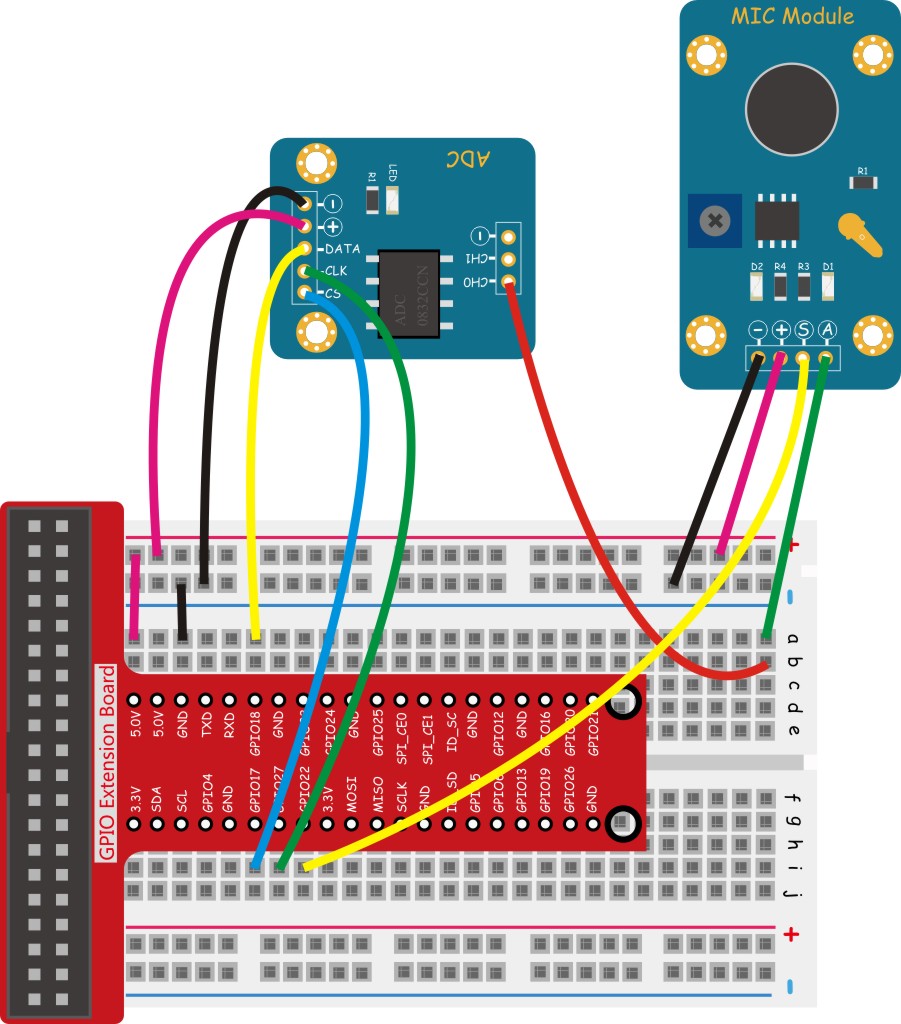 MIC Module
R1
D2 R4 R3 D1
- + S A
ADC
R1 LED
-
+
DATA
CLK
CS
-
CH1
CH0
ADC
0832CCN
+
-
a b c d e
GPIO Extension Board
5.0V 5.0V GND TXD RXD GPIO18 GND GPIO24 GND GPIO25 SPI_CE0 SPI_CE1 ID_SC GND GPIO12 GND GPIO16 GPIO20 GPIO21
3.3V SDA SCL GPIO4 GND GPIO17 GPIO27 GPIO22 3.3V MOSI MISO SCLK GND ID_SD GPIO5 GPIO6 GPIO13 GPIO19 GPIO26 GND
f g h i j
+
-